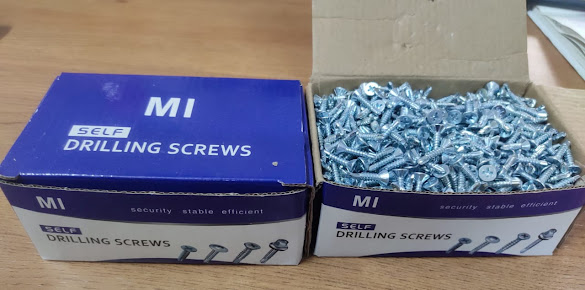 MI
SELF
DRILLING SCREWS
MI
security stable efficient
SELF
DRILLING SCREWS
MI
security stable efficient
SELF
DRILLING SCREWS